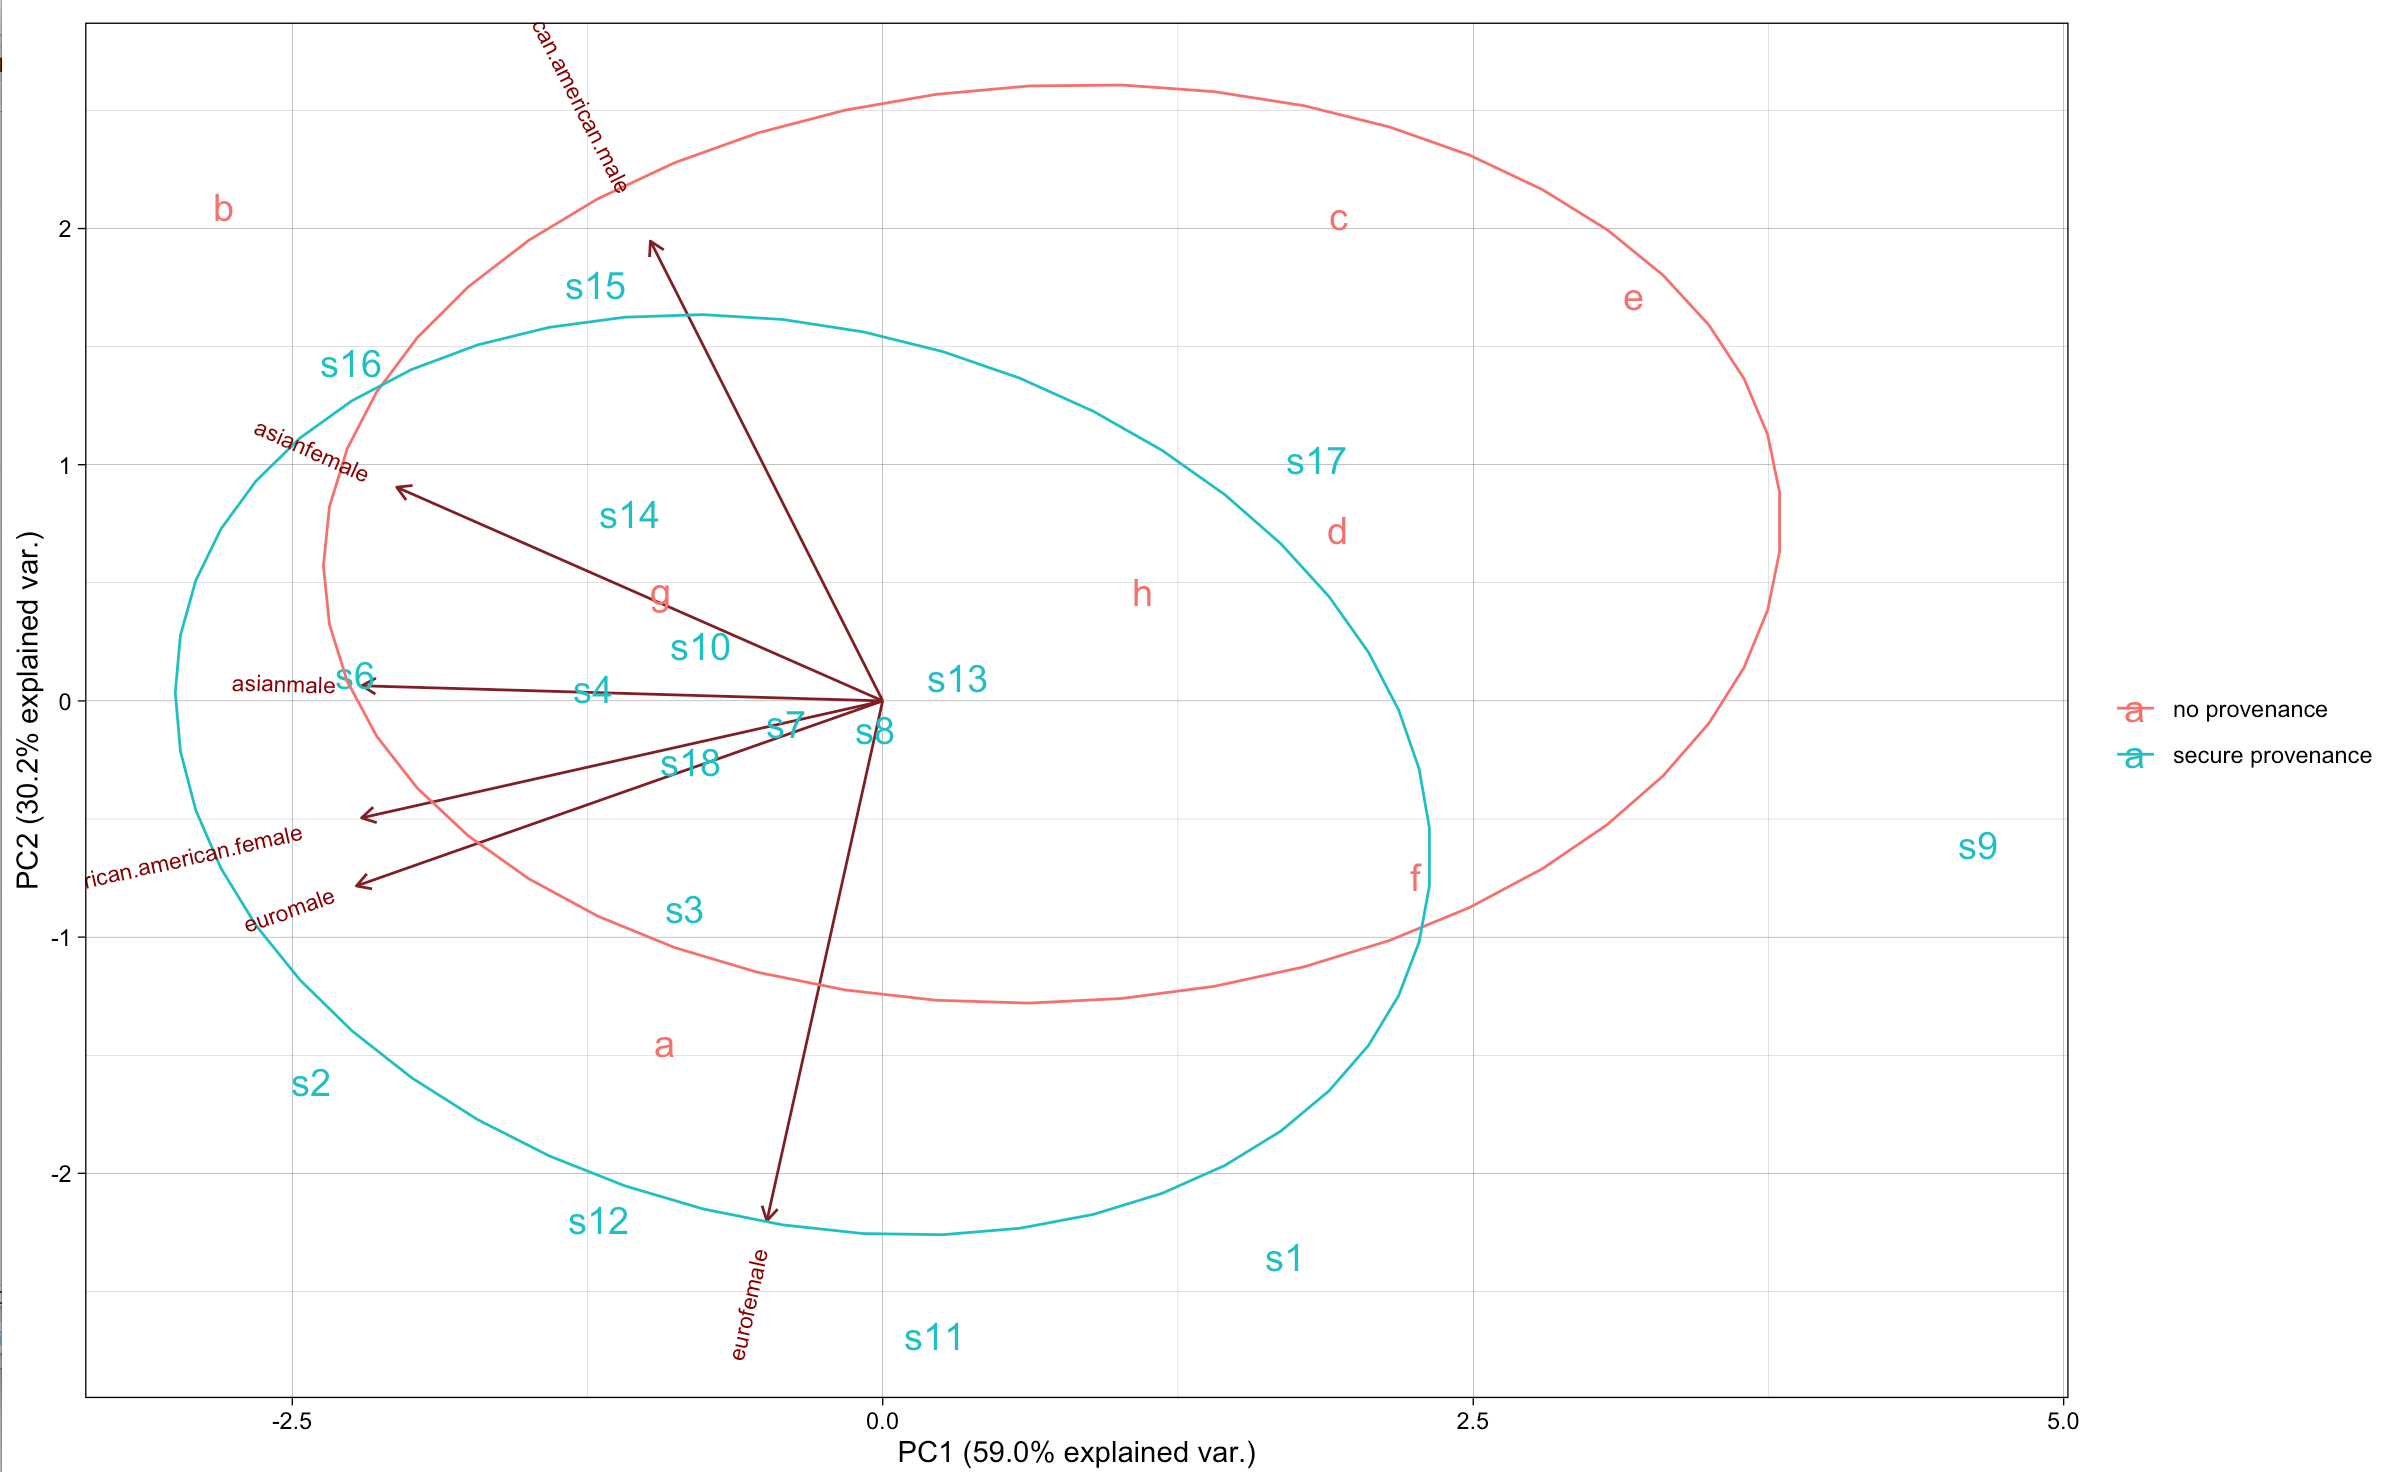 can.american.male
b
c
2
s15
e
s16
asianfemale
s17
1
s14
d
g
h
s10
s6
s13
asianmale
s4
0
s7
s8
a no provenance
s18
a secure provenance
rican.american.female
s9
f
euromale
s3
-1
a
s2
-2
s12
s1
eurofemale
s11
-2.5
0.0
2.5
5.0
PC1 (59.0% explained var.)
PC2 (30.2% explained var.)